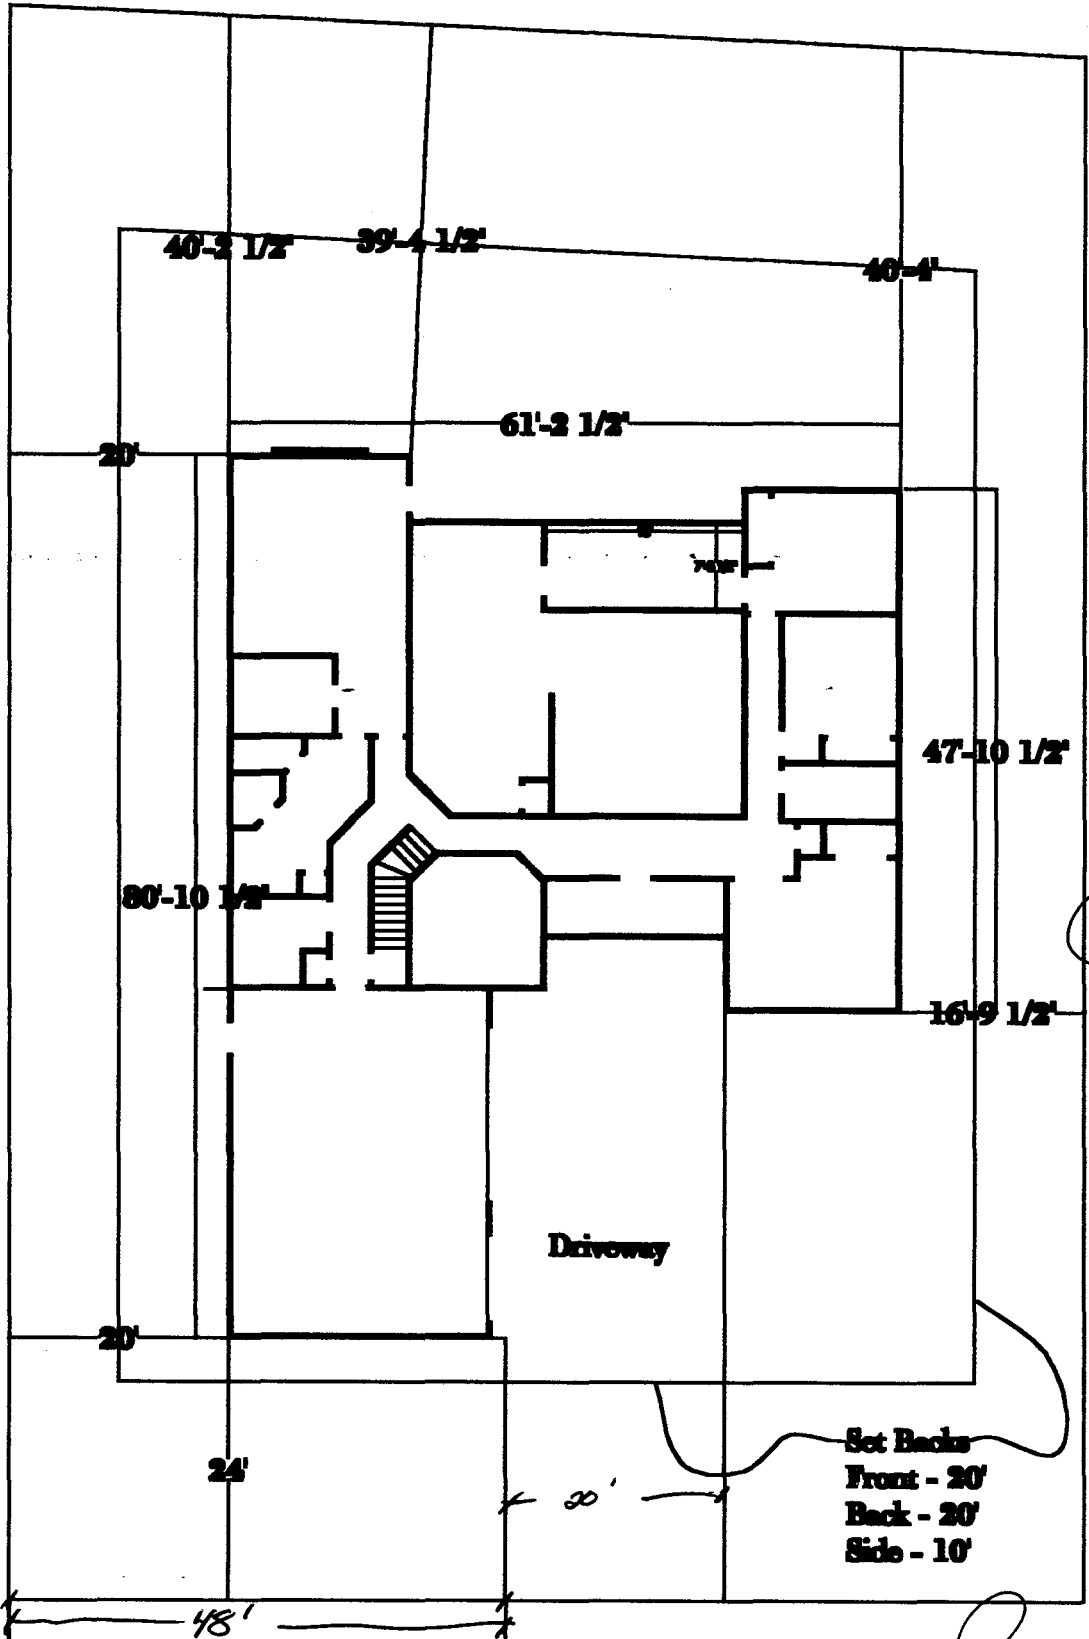 40'-2 1/2"
39'-4 1/2"
40'-4"
61'-2 1/2"
20'
47'-10 1/2"
80'-10 1/2"
16'-9 1/2"
Driveway
20'
24'
Set Backs
Front - 20'
Back - 20'
Side - 10'
20'
48'